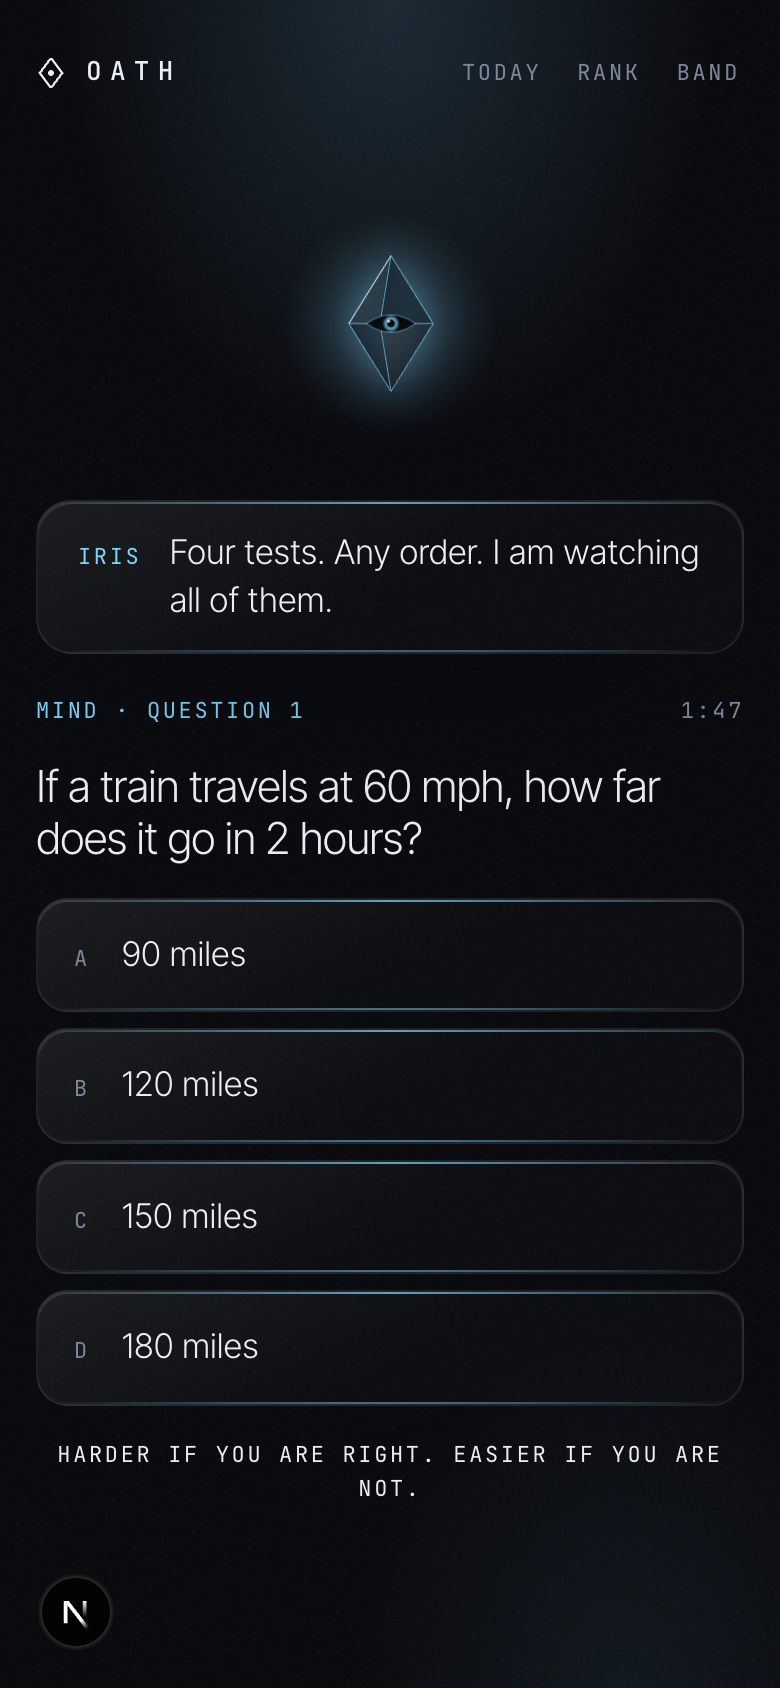 OATH
TODAY RANK BAND
IRIS Four tests. Any order. I am watching
all of them.
MIND · QUESTION 1 1:47
If a train travels at 60 mph, how far
does it go in 2 hours?
A 90 miles
B 120 miles
C 150 miles
D 180 miles
HARDER IF YOU ARE RIGHT. EASIER IF YOU ARE
NOT.
N